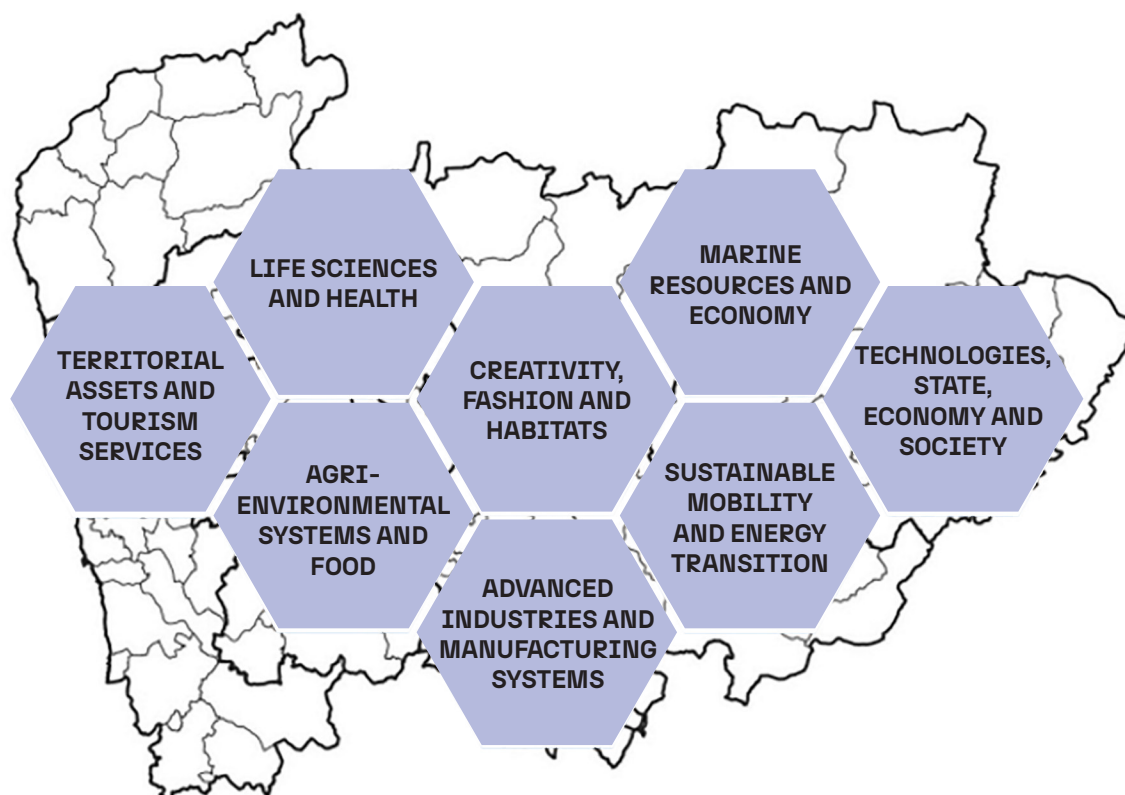 LIFE SCIENCES
AND HEALTH
MARINE
RESOURCES AND
ECONOMY
TERRITORIAL
ASSETS AND
TOURISM
SERVICES
CREATIVITY,
FASHION AND
HABITATS
TECHNOLOGIES,
STATE,
ECONOMY AND
SOCIETY
AGRI-
ENVIRONMENTAL
SYSTEMS AND
FOOD
SUSTAINABLE
MOBILITY
AND ENERGY
TRANSITION
ADVANCED
INDUSTRIES AND
MANUFACTURING
SYSTEMS